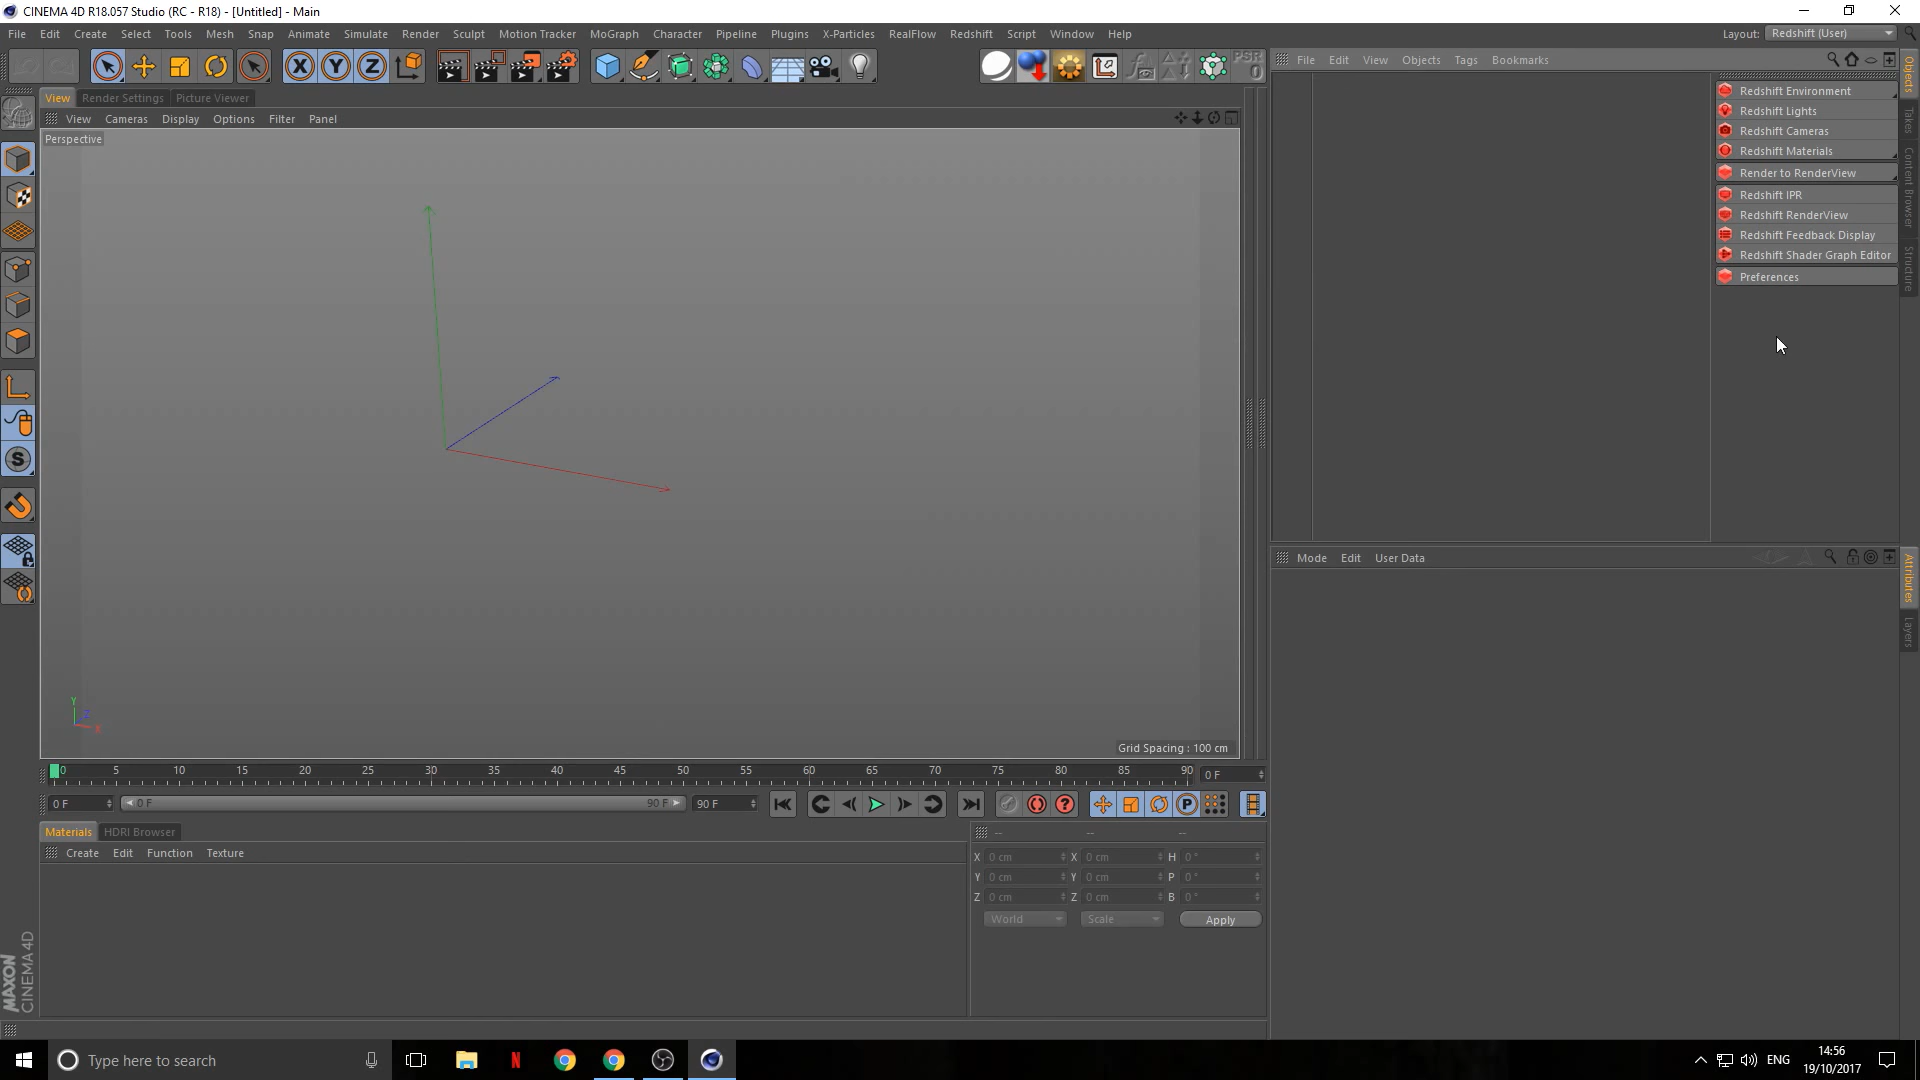 CINEMA 4D R18.057 Studio (RC - R18) - [Untitled] - Main
File Edit Create Select Tools Mesh Snap Animate Simulate Render Sculpt Motion Tracker MoGraph Character Pipeline Plugins X-Particles RealFlow Redshift Script Window Help
Layout: Redshift (User)
X Y Z
PSR
0
File Edit View Objects Tags Bookmarks
View Render Settings Picture Viewer
View Cameras Display Options Filter Panel
Perspective
Redshift Environment
Redshift Lights
Redshift Cameras
Redshift Materials
Render to RenderView
Redshift IPR
Redshift RenderView
Redshift Feedback Display
Redshift Shader Graph Editor
Preferences
Objects
Takes
Content Browser
Structure
S
Mode Edit User Data
Attributes
Layers
Y
Z
X
Grid Spacing : 100 cm
0 5 10 15 20 25 30 35 40 45 50 55 60 65 70 75 80 85 90 0 F
0 F 0 F 90 F 90 F ? P
Materials HDRI Browser
-- -- --
Create Edit Function Texture
X 0 cm X 0 cm H 0 °
Y 0 cm Y 0 cm P 0 °
Z 0 cm Z 0 cm B 0 °
World Scale Apply
MAXON
CINEMA 4D
Type here to search
N
ENG
14:56
19/10/2017